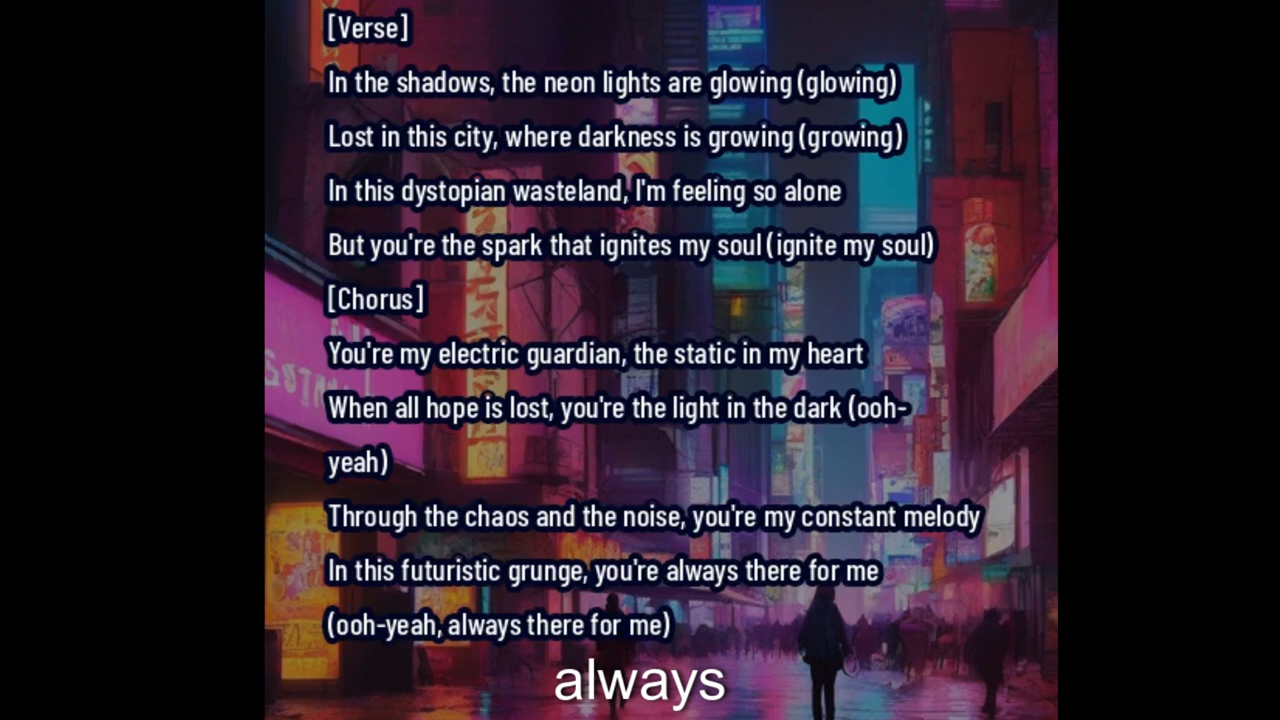 [Verse]
In the shadows, the neon lights are glowing (glowing)
Lost in this city, where darkness is growing (growing)
In this dystopian wasteland, I'm feeling so alone
But you're the spark that ignites my soul (ignite my soul)
[Chorus]
You're my electric guardian, the static in my heart
When all hope is lost, you're the light in the dark (ooh-
yeah)
Through the chaos and the noise, you're my constant melody
In this futuristic grunge, you're always there for me
(ooh-yeah, always there for me)
always